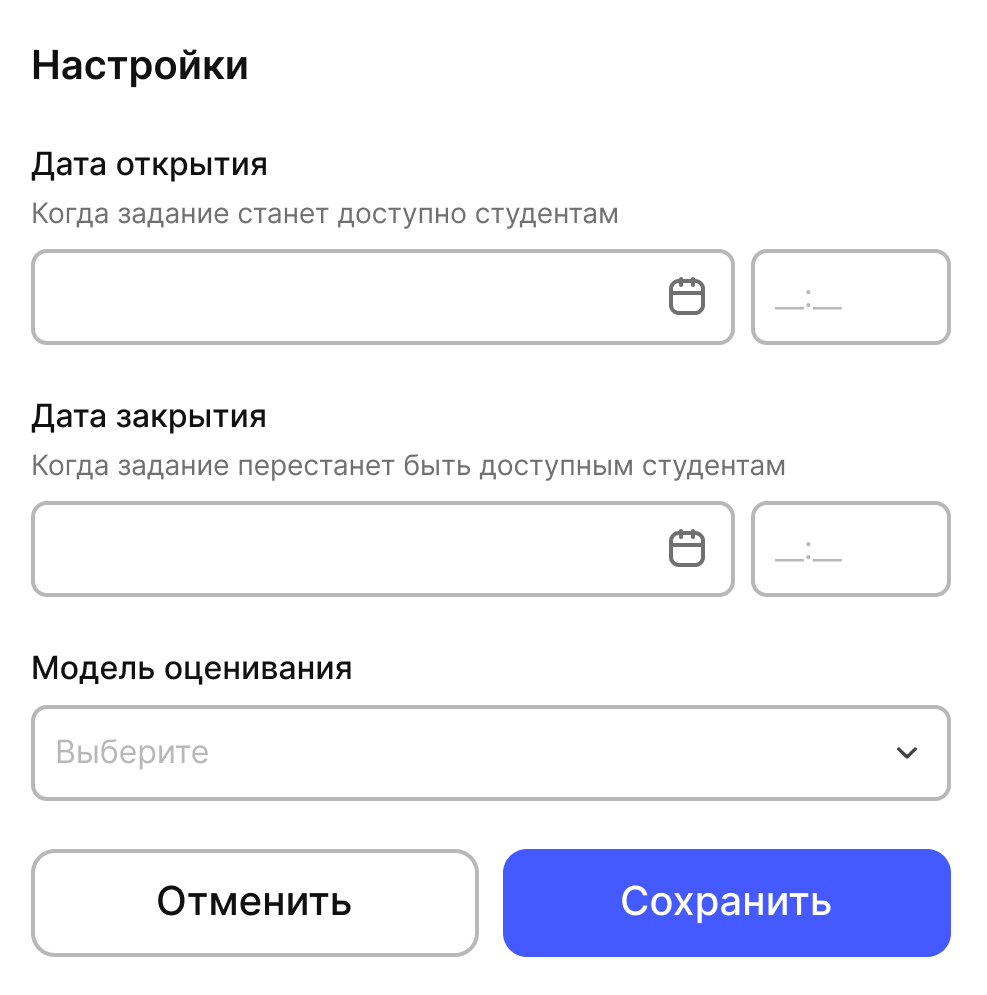 Настройки
Дата открытия
Когда задание станет доступно студентам
__:__
Дата закрытия
Когда задание перестанет быть доступным студентам
__:__
Модель оценивания
Выберите
Отменить
Сохранить